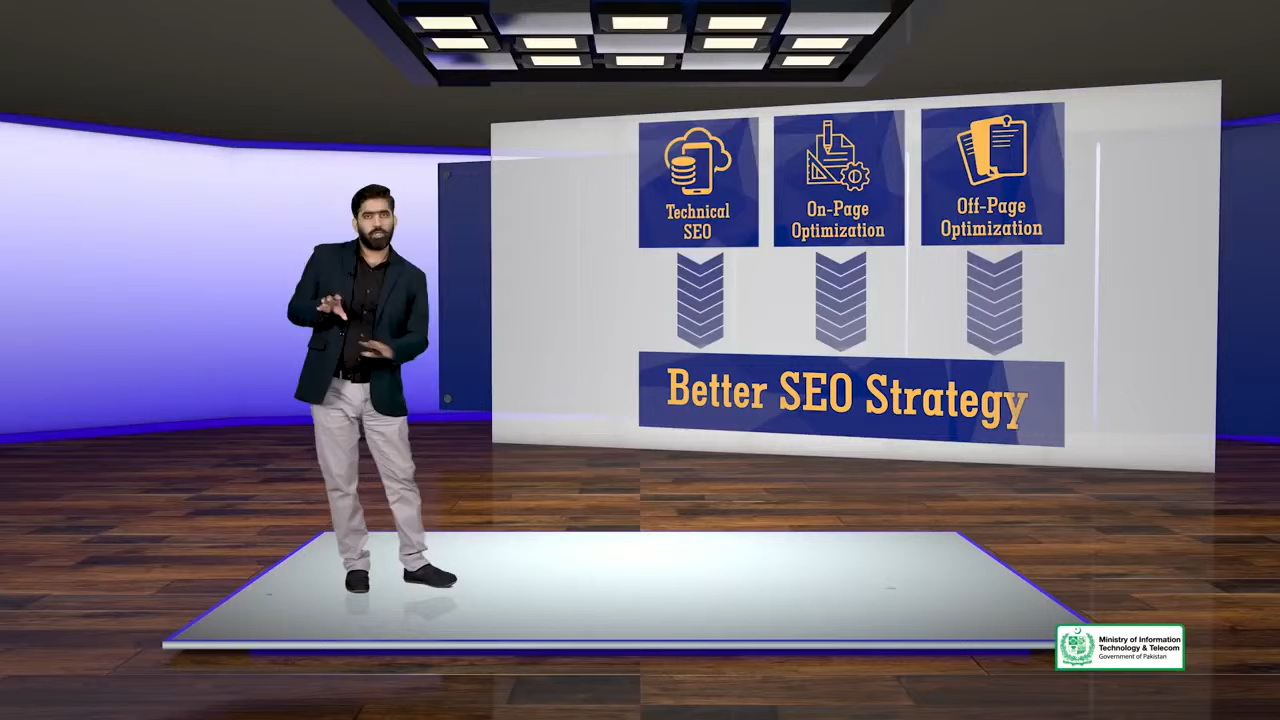 Technical
SEO
On-Page
Optimization
Off-Page
Optimization
Better SEO Strategy
Ministry of Information
Technology & Telecom
Government of Pakistan